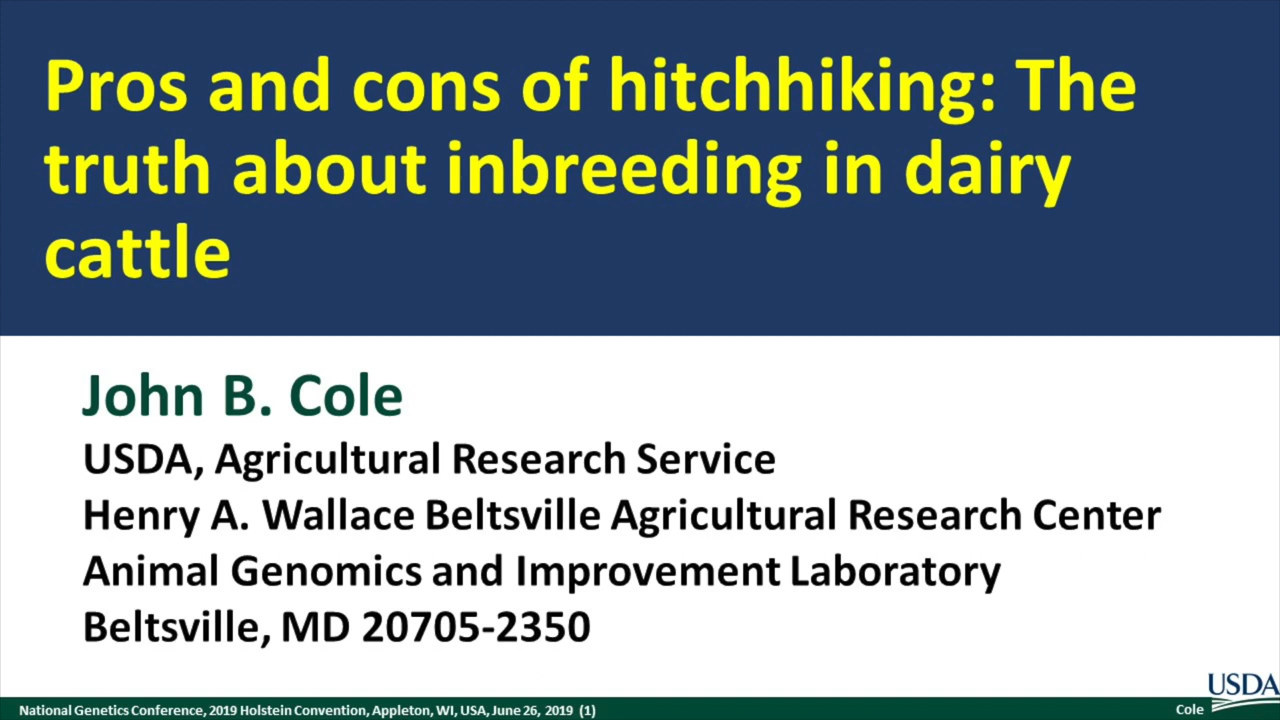 Pros and cons of hitchhiking: The
truth about inbreeding in dairy
cattle
John B. Cole
USDA, Agricultural Research Service
Henry A. Wallace Beltsville Agricultural Research Center
Animal Genomics and Improvement Laboratory
Beltsville, MD 20705-2350
USDA
National Genetics Conference, 2019 Holstein Convention, Appleton, WI, USA, June 26, 2019 (1)
Cole